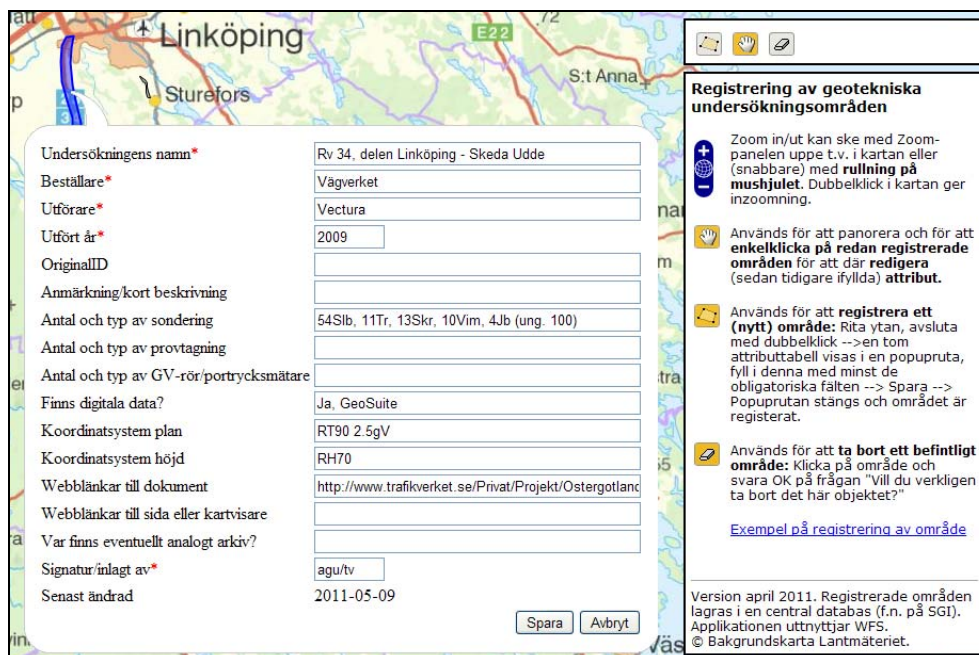 Linköping
E22
72
S:t Anna
Sturefors
Undersökningens namn*
Rv 34, delen Linköping - Skeda Udde
Beställare*
Vägverket
Utförare*
Vectura
Utfört år*
2009
OriginalID
Anmärkning/kort beskrivning
Antal och typ av sondering
54Slb, 11Tr, 13Skr, 10Vim, 4Jb (ung. 100)
Antal och typ av provtagning
Antal och typ av GV-rör/portrycksmätare
Finns digitala data?
Ja, GeoSuite
Koordinatsystem plan
RT90 2.5gV
Koordinatsystem höjd
RH70
Webblänkar till dokument
http://www.trafikverket.se/Privat/Projekt/Ostergotland
Webblänkar till sida eller kartvisare
Var finns eventuellt analogt arkiv?
Signatur/inlagt av*
agu/tv
Senast ändrad
2011-05-09
Spara
Avbryt
Registrering av geotekniska
undersökningsområden
Zoom in/ut kan ske med Zoom-
panelen uppe t.v. i kartan eller
(snabbare) med rullning på
mushjulet. Dubbelklick i kartan ger
inzoomning.
Används för att panorera och för att
enkelklicka på redan registrerade
områden för att där redigera
(sedan tidigare ifyllda) attribut.
Används för att registrera ett
(nytt) område: Rita ytan, avsluta
med dubbelklick -->en tom
attributtabell visas i en popupruta,
fyll i denna med minst de
obligatoriska fälten --> Spara -->
Popuprutan stängs och området är
registerat.
Används för att ta bort ett befintligt
område: Klicka på område och
svara OK på frågan "Vill du verkligen
ta bort det här objektet?"
Exempel på registrering av område
Version april 2011. Registrerade områden
lagras i en central databas (f.n. på SGI).
Applikationen uttnyttjar WFS.
© Bakgrundskarta Lantmäteriet.